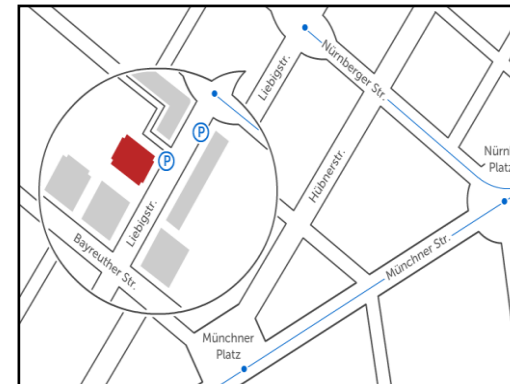 Nürnberger Str.
Liebigstr.
Hübnerstr.
Nürn
Platz
P
P
Liebigstr.
Bayreuther Str.
Münchner Str.
Münchner
Platz